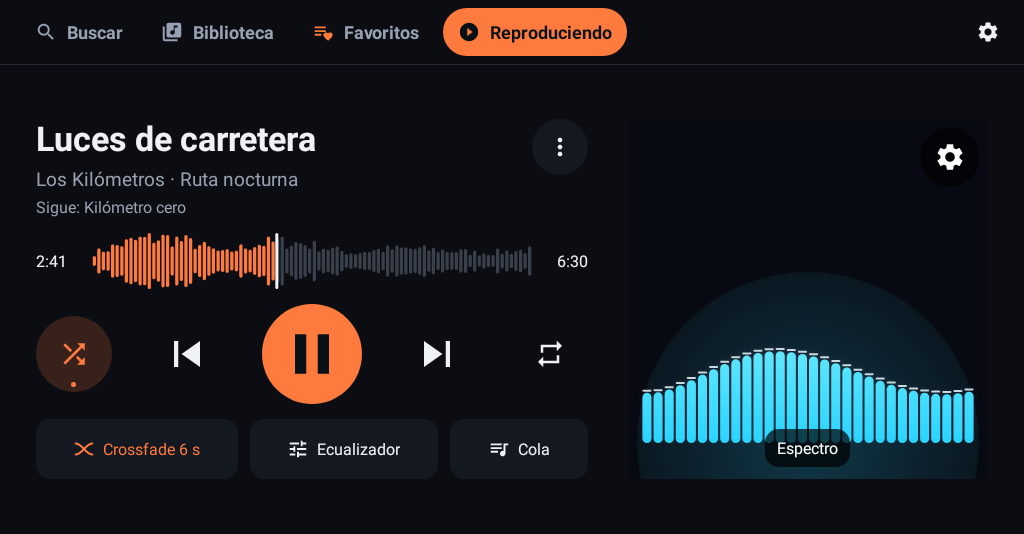 Buscar
Biblioteca
Favoritos
Reproduciendo
Luces de carretera
Los Kilómetros · Ruta nocturna
Sigue: Kilómetro cero
2:41
6:30
Crossfade 6 s
Ecualizador
Cola
Espectro